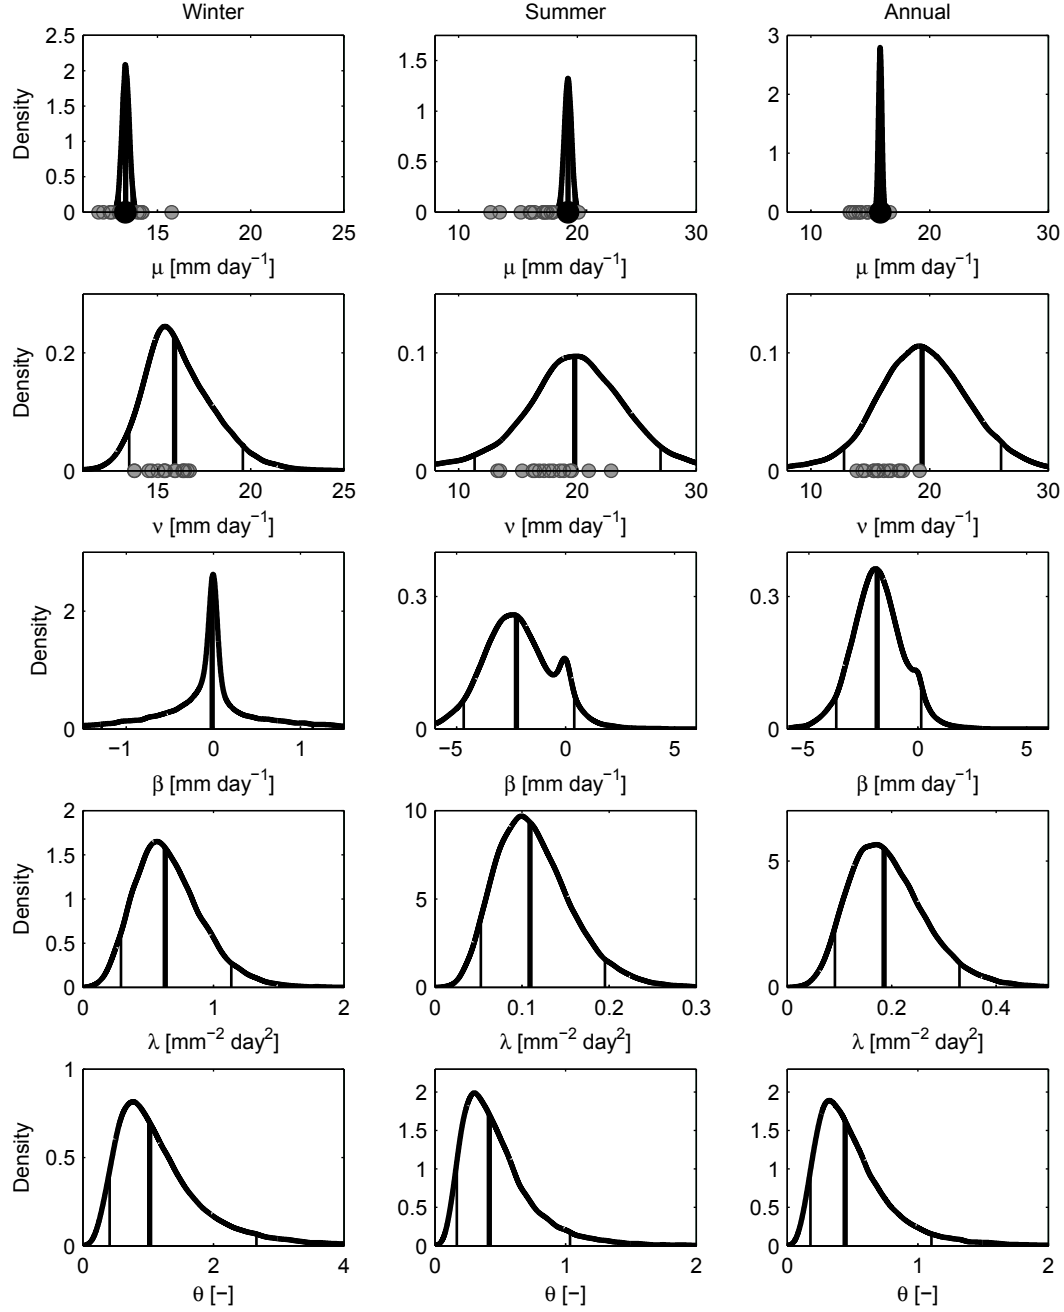 Winter Summer Annual
2.5 3
2 1.5
1.5 1 2
Density
1 0.5 1
0.5
0 0 0
15 20 25 10 20 30 10 20 30
μ [mm day−1] μ [mm day−1] μ [mm day−1]
Density
0.2 0.1 0.1
0 0 0
15 20 25 10 20 30 10 20 30
ν [mm day−1] ν [mm day−1] ν [mm day−1]
Density
2 0.3 0.3
0 0 0
−1 0 1 −5 0 5 −5 0 5
β [mm day−1] β [mm day−1] β [mm day−1]
2 10
1.5 5
Density
1 5
0.5
0 0 0
0 1 2 0 0.1 0.2 0.3 0 0.2 0.4
λ [mm−2 day2] λ [mm−2 day2] λ [mm−2 day2]
1 2 2
1.5 1.5
Density
0.5 1 1
0.5 0.5
0 0 0
0 2 4 0 1 2 0 1 2
θ [−] θ [−] θ [−]